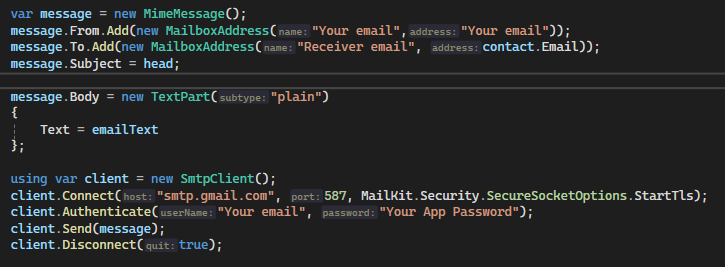 var message = new MimeMessage();
message.From.Add(new MailboxAddress(name:"Your email",address:"Your email"));
message.To.Add(new MailboxAddress(name:"Receiver email", address:contact.Email));
message.Subject = head;
message.Body = new TextPart(subtype:"plain")
{
    Text = emailText
};
using var client = new SmtpClient();
client.Connect(host:"smtp.gmail.com", port:587, MailKit.Security.SecureSocketOptions.StartTls);
client.Authenticate(userName:"Your email", password:"Your App Password");
client.Send(message);
client.Disconnect(quit:true);